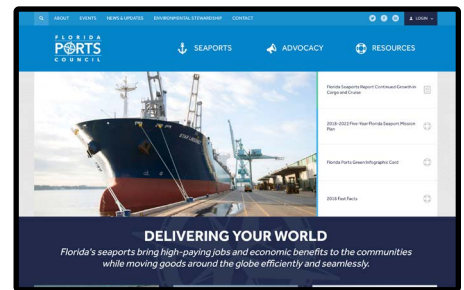 ABOUT EVENTS NEWS & UPDATES ENVIRONMENTAL STEWARDSHIP CONTACT LOGIN
FLORIDA
PORTS
COUNCIL
SEAPORTS ADVOCACY RESOURCES
Florida Seaports Report Continued Growth in
Cargo and Cruise
2018-2022 Five-Year Florida Seaport Mission
Plan
Florida Ports Green Infographic Card
2018 Fast Facts
DELIVERING YOUR WORLD
Florida's seaports bring high-paying jobs and economic benefits to the communities
while moving goods around the globe efficiently and seamlessly.